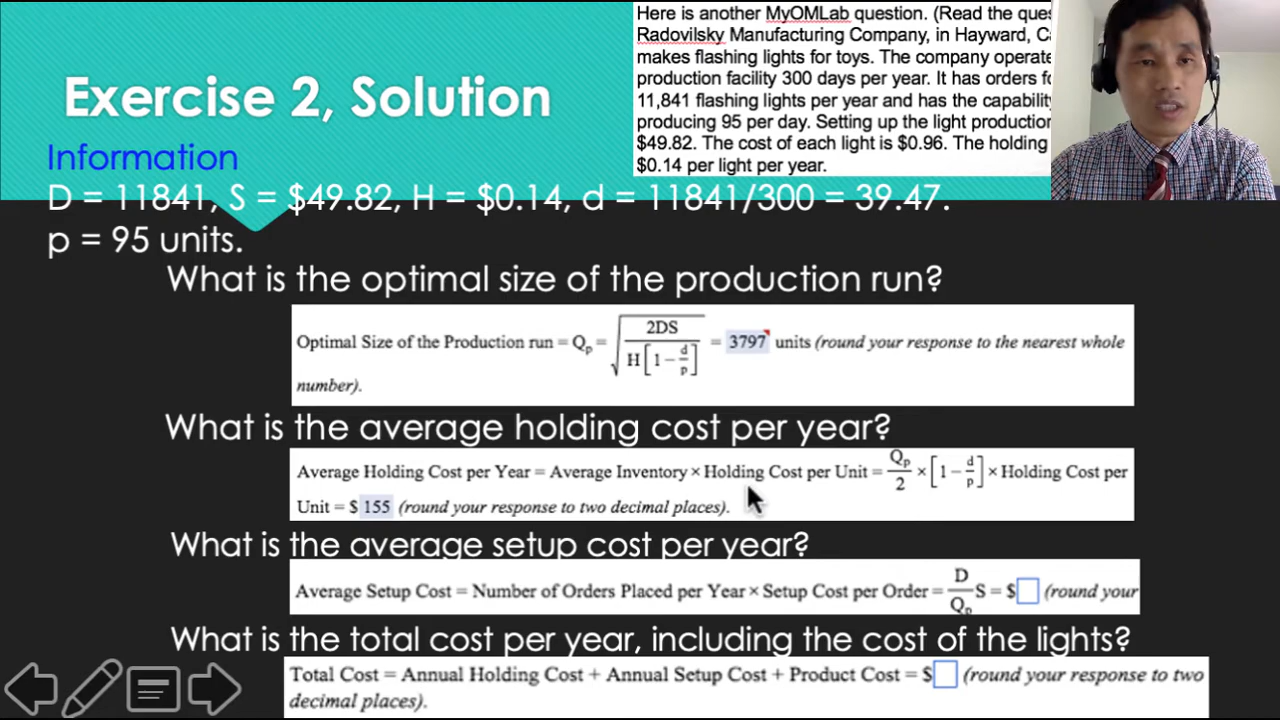 Exercise 2, Solution
Here is another MyOMLab question. (Read the ques
Radovilsky Manufacturing Company, in Hayward, C
makes flashing lights for toys. The company operate
production facility 300 days per year. It has orders fo
11,841 flashing lights per year and has the capability
producing 95 per day. Setting up the light production
$49.82. The cost of each light is $0.96. The holding
$0.14 per light per year.
Information
D = 11841, S = $49.82, H = $0.14, d = 11841/300 = 39.47.
p = 95 units.
What is the optimal size of the production run?
Optimal Size of the Production run = Qp = √(2DS / H[1 − d/p]) = 3797 units (round your response to the nearest whole
number).
What is the average holding cost per year?
Average Holding Cost per Year = Average Inventory × Holding Cost per Unit = Qp/2 × [1 − d/p] × Holding Cost per
Unit = $ 155 (round your response to two decimal places).
What is the average setup cost per year?
Average Setup Cost = Number of Orders Placed per Year × Setup Cost per Order = D/Qp S = $ (round your
What is the total cost per year, including the cost of the lights?
Total Cost = Annual Holding Cost + Annual Setup Cost + Product Cost = $ (round your response to two
decimal places).